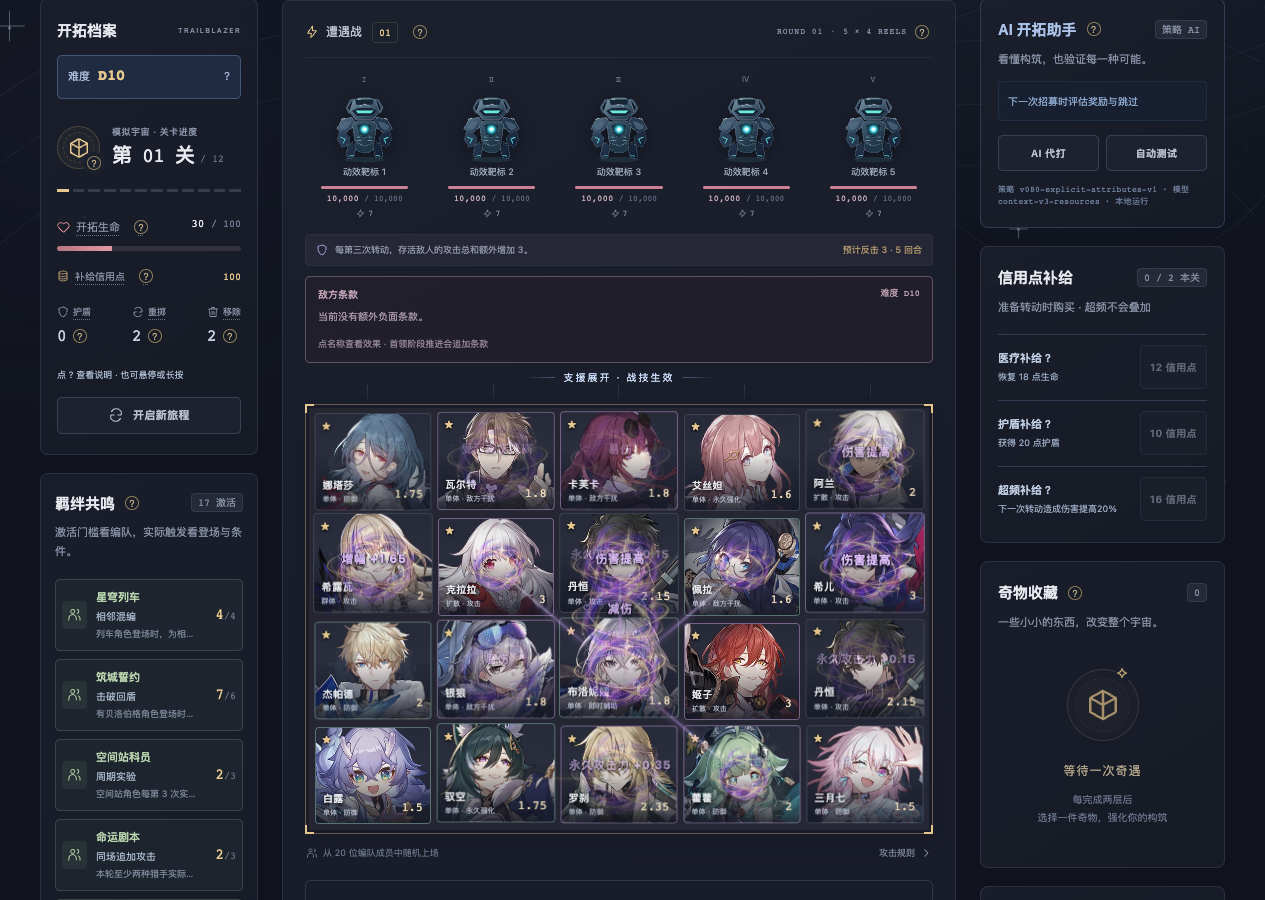 开拓档案
TRAILBLAZER
难度 D10
?
模拟宇宙 · 关卡进度
第 01 关 / 12
?
开拓生命 ?
30 / 100
补给信用点 ?
100
护盾
重掷
移除
0 ?
2 ?
2 ?
点 ? 查看说明 · 也可悬停或长按
开启新旅程
羁绊共鸣 ?
17 激活
激活门槛看编队，实际触发看登场与条
件。
星穹列车
相邻混编
4/4
列车角色登场时，为相…
筑城誓约
击破回盾
7/6
有贝洛伯格角色登场时…
空间站科员
周期实验
2/3
空间站角色每第 3 次实…
命运剧本
同场追加攻击
2/3
本轮至少两种猎手实际…
遭遇战 01 ?
ROUND 01 · 5 × 4 REELS ?
I
II
III
IV
V
动效靶标 1
动效靶标 2
动效靶标 3
动效靶标 4
动效靶标 5
10,000 / 10,000
10,000 / 10,000
10,000 / 10,000
10,000 / 10,000
10,000 / 10,000
7
7
7
7
7
每第三次转动，存活敌人的攻击总和额外增加 3。
预计反击 3 · 5 回合
敌方条款
难度 D10
当前没有额外负面条款。
点名称查看效果 · 首领阶段推进会追加条款
支援展开 · 战技生效
娜塔莎
单体 · 防御
1.75
瓦尔特
单体 · 敌方干扰
1.8
卡芙卡
单体 · 敌方干扰
1.8
艾丝妲
单体 · 永久强化
1.6
伤害提高
阿兰
扩散 · 攻击
2
增幅 +1.65
希露瓦
群体 · 攻击
2
克拉拉
扩散 · 攻击
3
永久攻击力 +0.15
伤害提高
丹恒
单体 · 攻击
2.15
佩拉
单体 · 敌方干扰
1.6
伤害提高
希儿
单体 · 攻击
3
减伤
杰帕德
单体 · 防御
2
银狼
单体 · 敌方干扰
1.8
布洛妮娅
单体 · 即时辅助
1.8
姬子
扩散 · 攻击
3
永久攻击力 +0.15
丹恒
单体 · 攻击
2.15
白露
单体 · 防御
1.5
驭空
单体 · 永久强化
1.75
永久攻击力 +0.35
罗刹
单体 · 防御
2.35
藿藿
单体 · 防御
2
三月七
单体 · 防御
1.5
从 20 位编队成员中随机上场
攻击规则
AI 开拓助手 ?
策略 AI
看懂构筑，也验证每一种可能。
下一次招募时评估奖励与跳过
AI 代打
自动测试
策略 v080-explicit-attributes-v1 · 模型
context-v3-resources · 本地运行
信用点补给
0 / 2 本关
准备转动时购买 · 超频不会叠加
医疗补给 ?
恢复 18 点生命
12 信用点
护盾补给 ?
获得 20 点护盾
10 信用点
超频补给 ?
下一次转动造成伤害提高20%
16 信用点
奇物收藏 ?
0
一些小小的东西，改变整个宇宙。
等待一次奇遇
每完成两层后
选择一件奇物，强化你的构筑